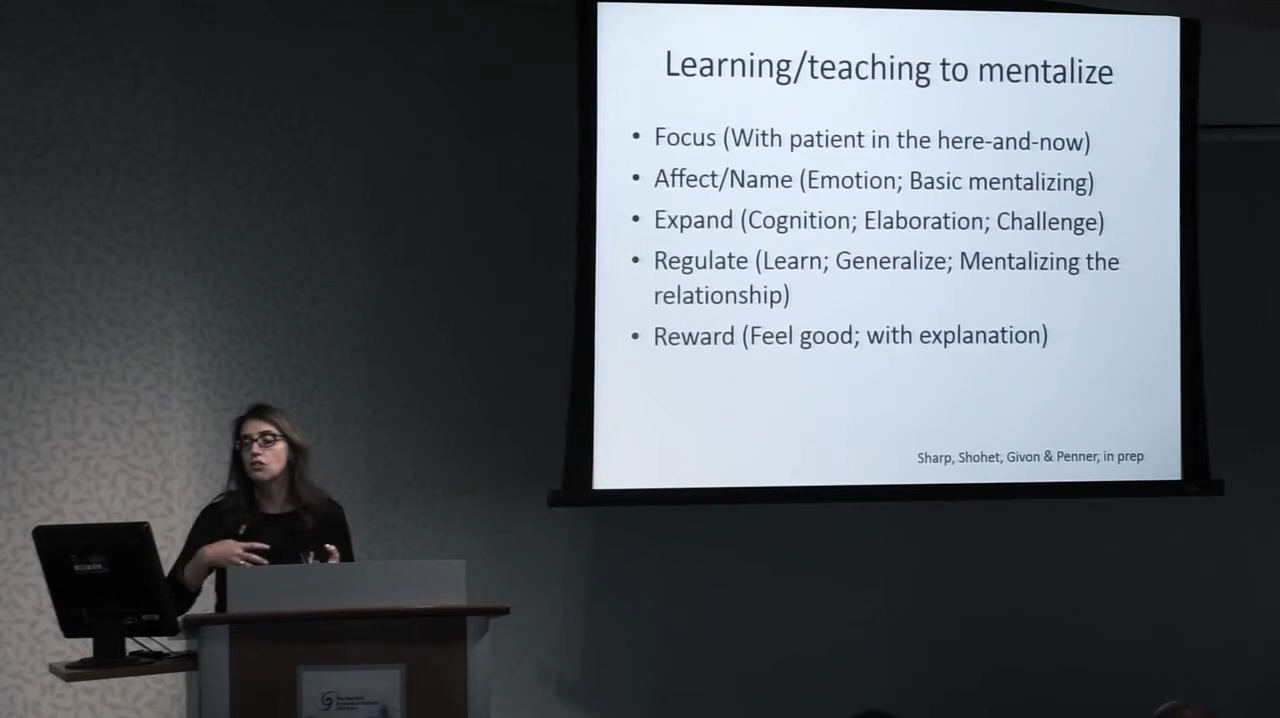 Learning/teaching to mentalize
• Focus (With patient in the here-and-now)
• Affect/Name (Emotion; Basic mentalizing)
• Expand (Cognition; Elaboration; Challenge)
• Regulate (Learn; Generalize; Mentalizing the
relationship)
• Reward (Feel good; with explanation)
Sharp, Shohet, Givon & Penner, in prep